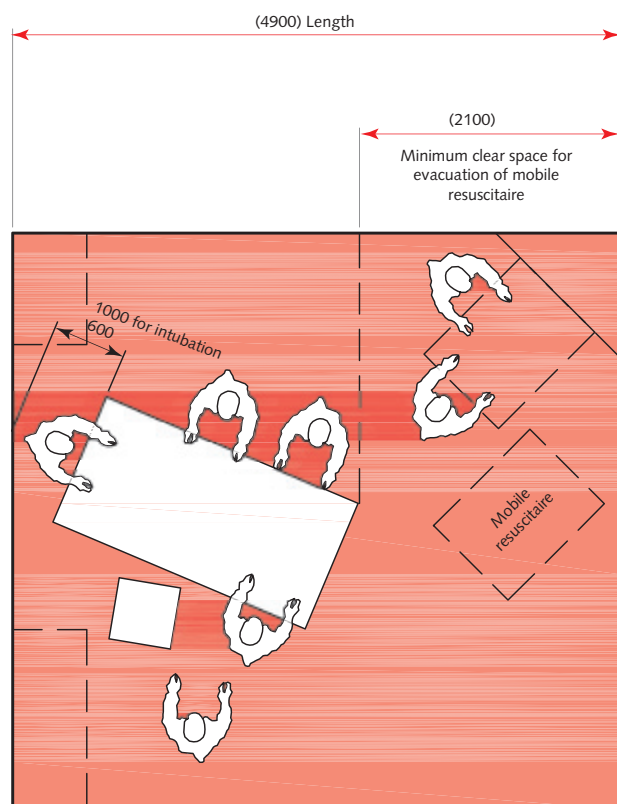 (4900) Length
(2100)
Minimum clear space for
evacuation of mobile
resuscitaire
1000 for intubation
600
Mobile
resuscitaire